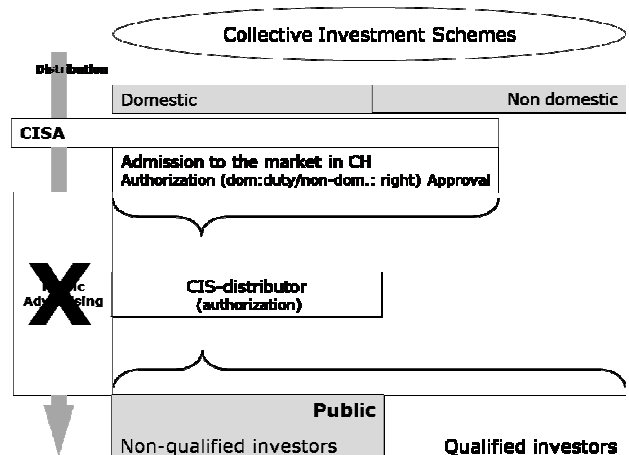 Collective Investment Schemes
Distribution
Domestic
Non domestic
CISA
Admission to the market in CH
Authorization (dom:duty/non-dom.: right) Approval
CIS-distributor
(authorization)
X
Public
Non-qualified investors
Qualified investors